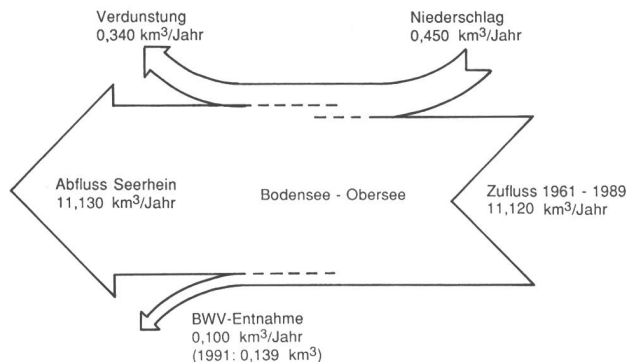 Verdunstung
0,340 km³/Jahr
Niederschlag
0,450 km³/Jahr
Abfluss Seerhein
11,130 km³/Jahr
Bodensee - Obersee
Zufluss 1961 - 1989
11,120 km³/Jahr
BWV-Entnahme
0,100 km³/Jahr
(1991: 0,139 km³)